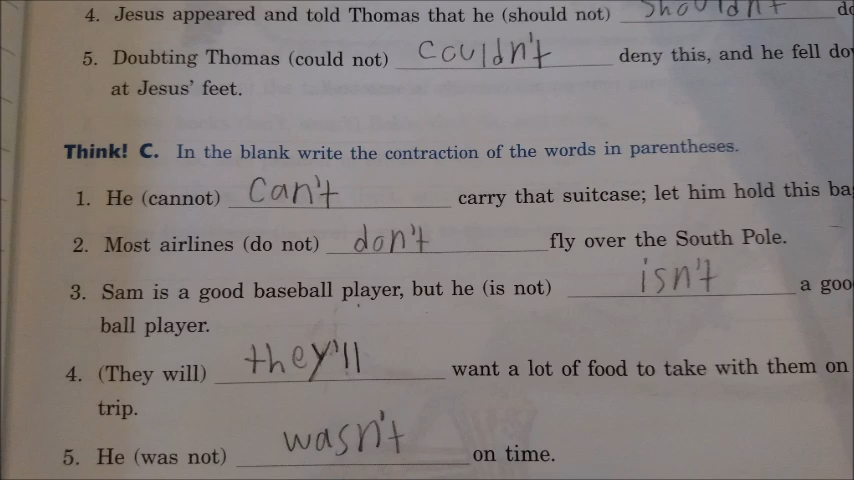 4. Jesus appeared and told Thomas that he (should not) shouldn't
5. Doubting Thomas (could not) couldn't deny this, and he fell
at Jesus' feet.
Think! C. In the blank write the contraction of the words in parentheses.
1. He (cannot) can't carry that suitcase; let him hold this
2. Most airlines (do not) don't fly over the South Pole.
3. Sam is a good baseball player, but he (is not) isn't a
ball player.
4. (They will) they'll want a lot of food to take with them on
trip.
5. He (was not) wasn't on time.